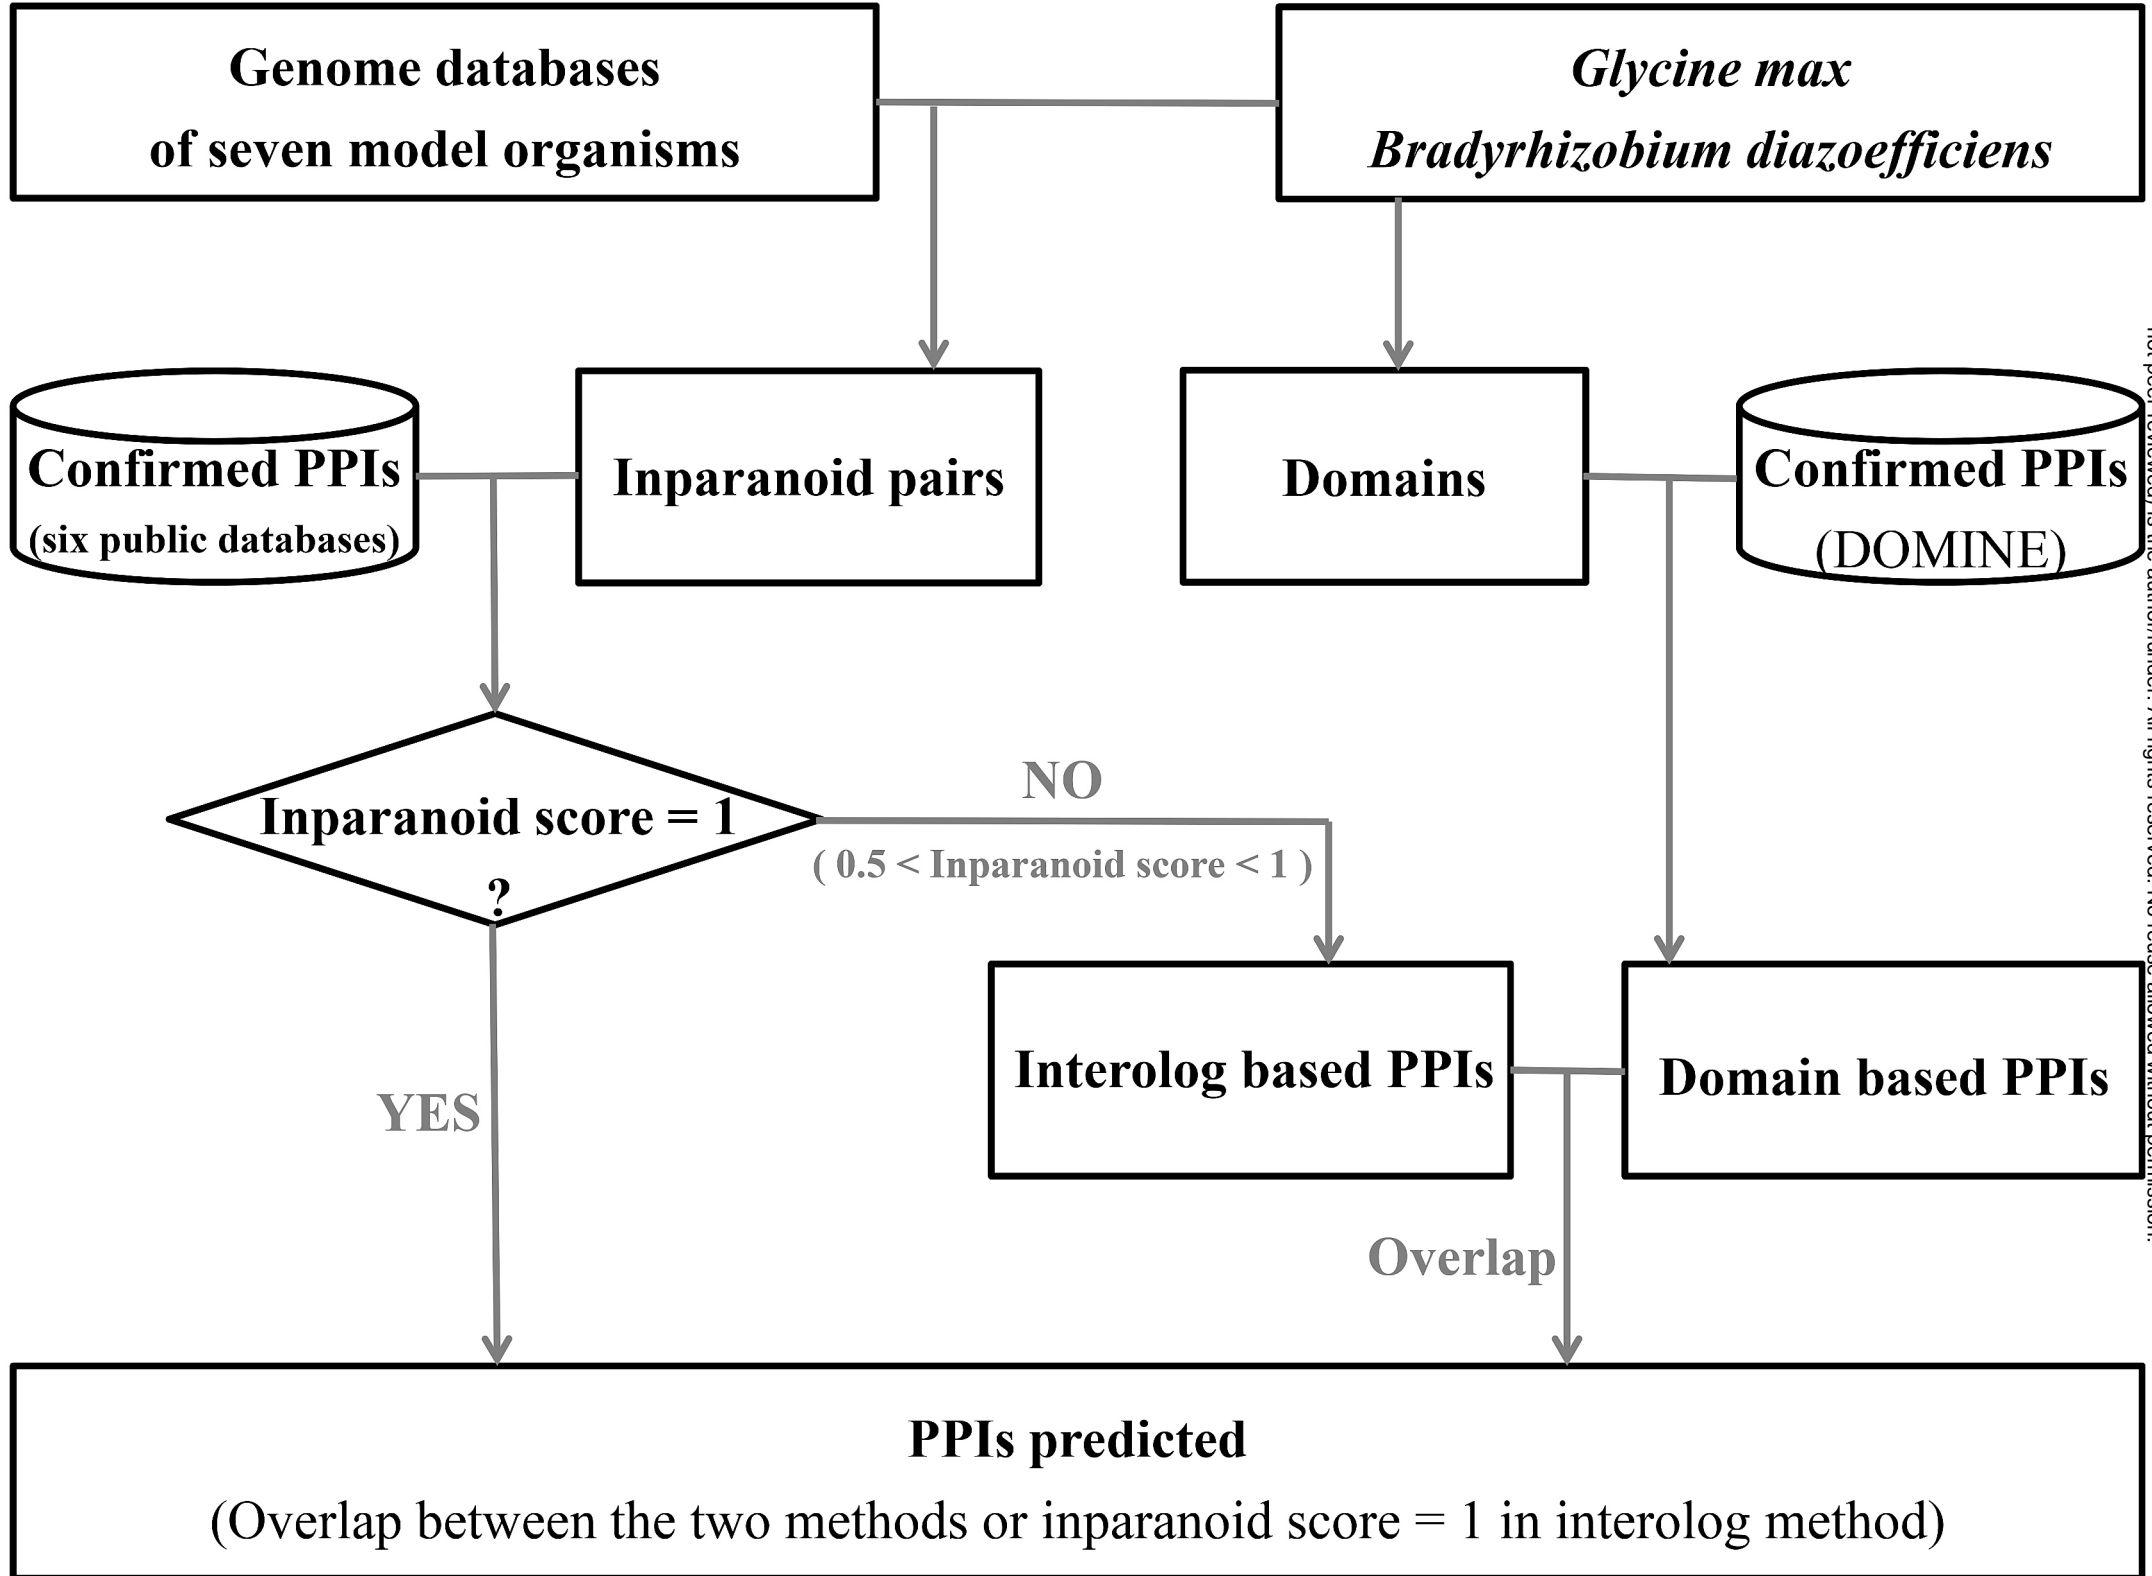 Genome databases
of seven model organisms
Glycine max
Bradyrhizobium diazoefficiens
Confirmed PPIs
(six public databases)
Inparanoid pairs
Domains
Confirmed PPIs
(DOMINE)
Inparanoid score = 1
?
NO
( 0.5 < Inparanoid score < 1 )
Interolog based PPIs
Domain based PPIs
YES
Overlap
PPIs predicted
(Overlap between the two methods or inparanoid score = 1 in interolog method)